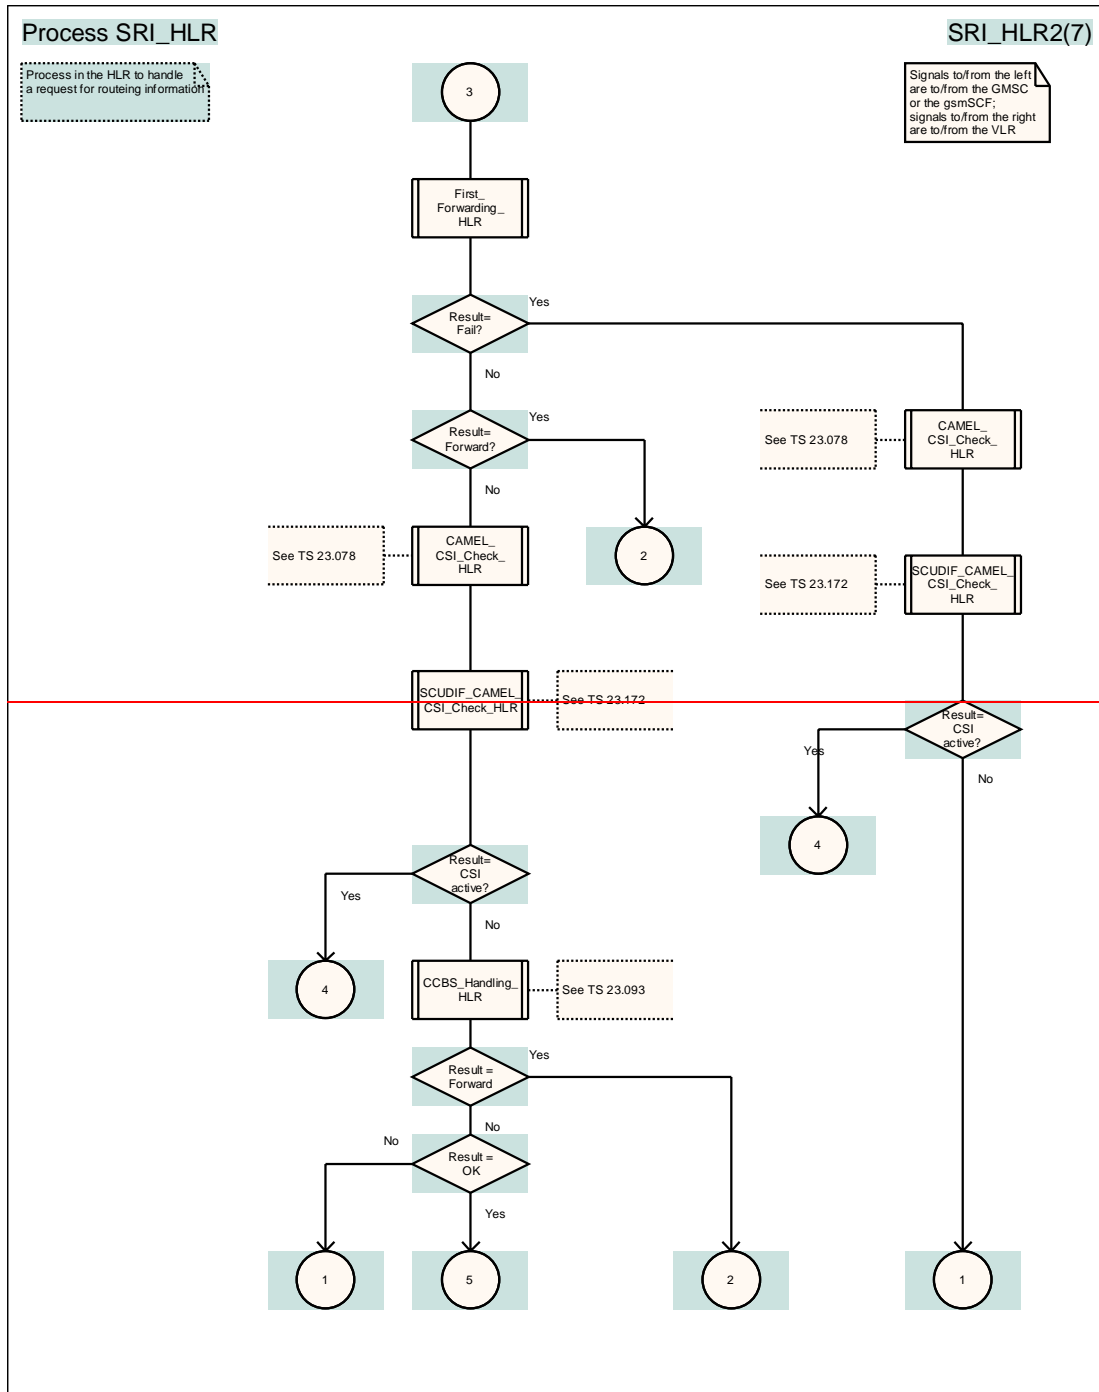 Process SRI_HLR
SRI_HLR2(7)
Process in the HLR to handle
a request for routeing information
3
Signals to/from the left
are to/from the GMSC
or the gsmSCF;
signals to/from the right
are to/from the VLR
First_
Forwarding_
HLR
Yes
Result=
Fail?
No
Yes
Result=
Forward?
No
See TS 23.078
CAMEL_
CSI_Check_
HLR
See TS 23.078
CAMEL_
CSI_Check_
HLR
2
See TS 23.172
SCUDIF_CAMEL_
CSI_Check_
HLR
SCUDIF_CAMEL_
CSI_Check_HLR
See TS 23.172
Result=
CSI
active?
Yes
No
4
Result=
CSI
active?
Yes
No
4
CCBS_Handling_
HLR
See TS 23.093
Yes
Result =
Forward
No
No
Result =
OK
Yes
1
5
2
1